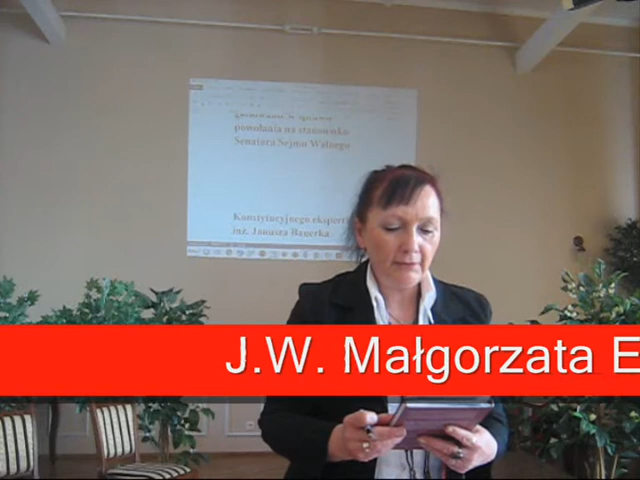 powołania na stanowisko
Senatora Sejmu Walnego
Konstytucyjnego eksperta
inż. Janusza Bauerka
J.W. Małgorzata E